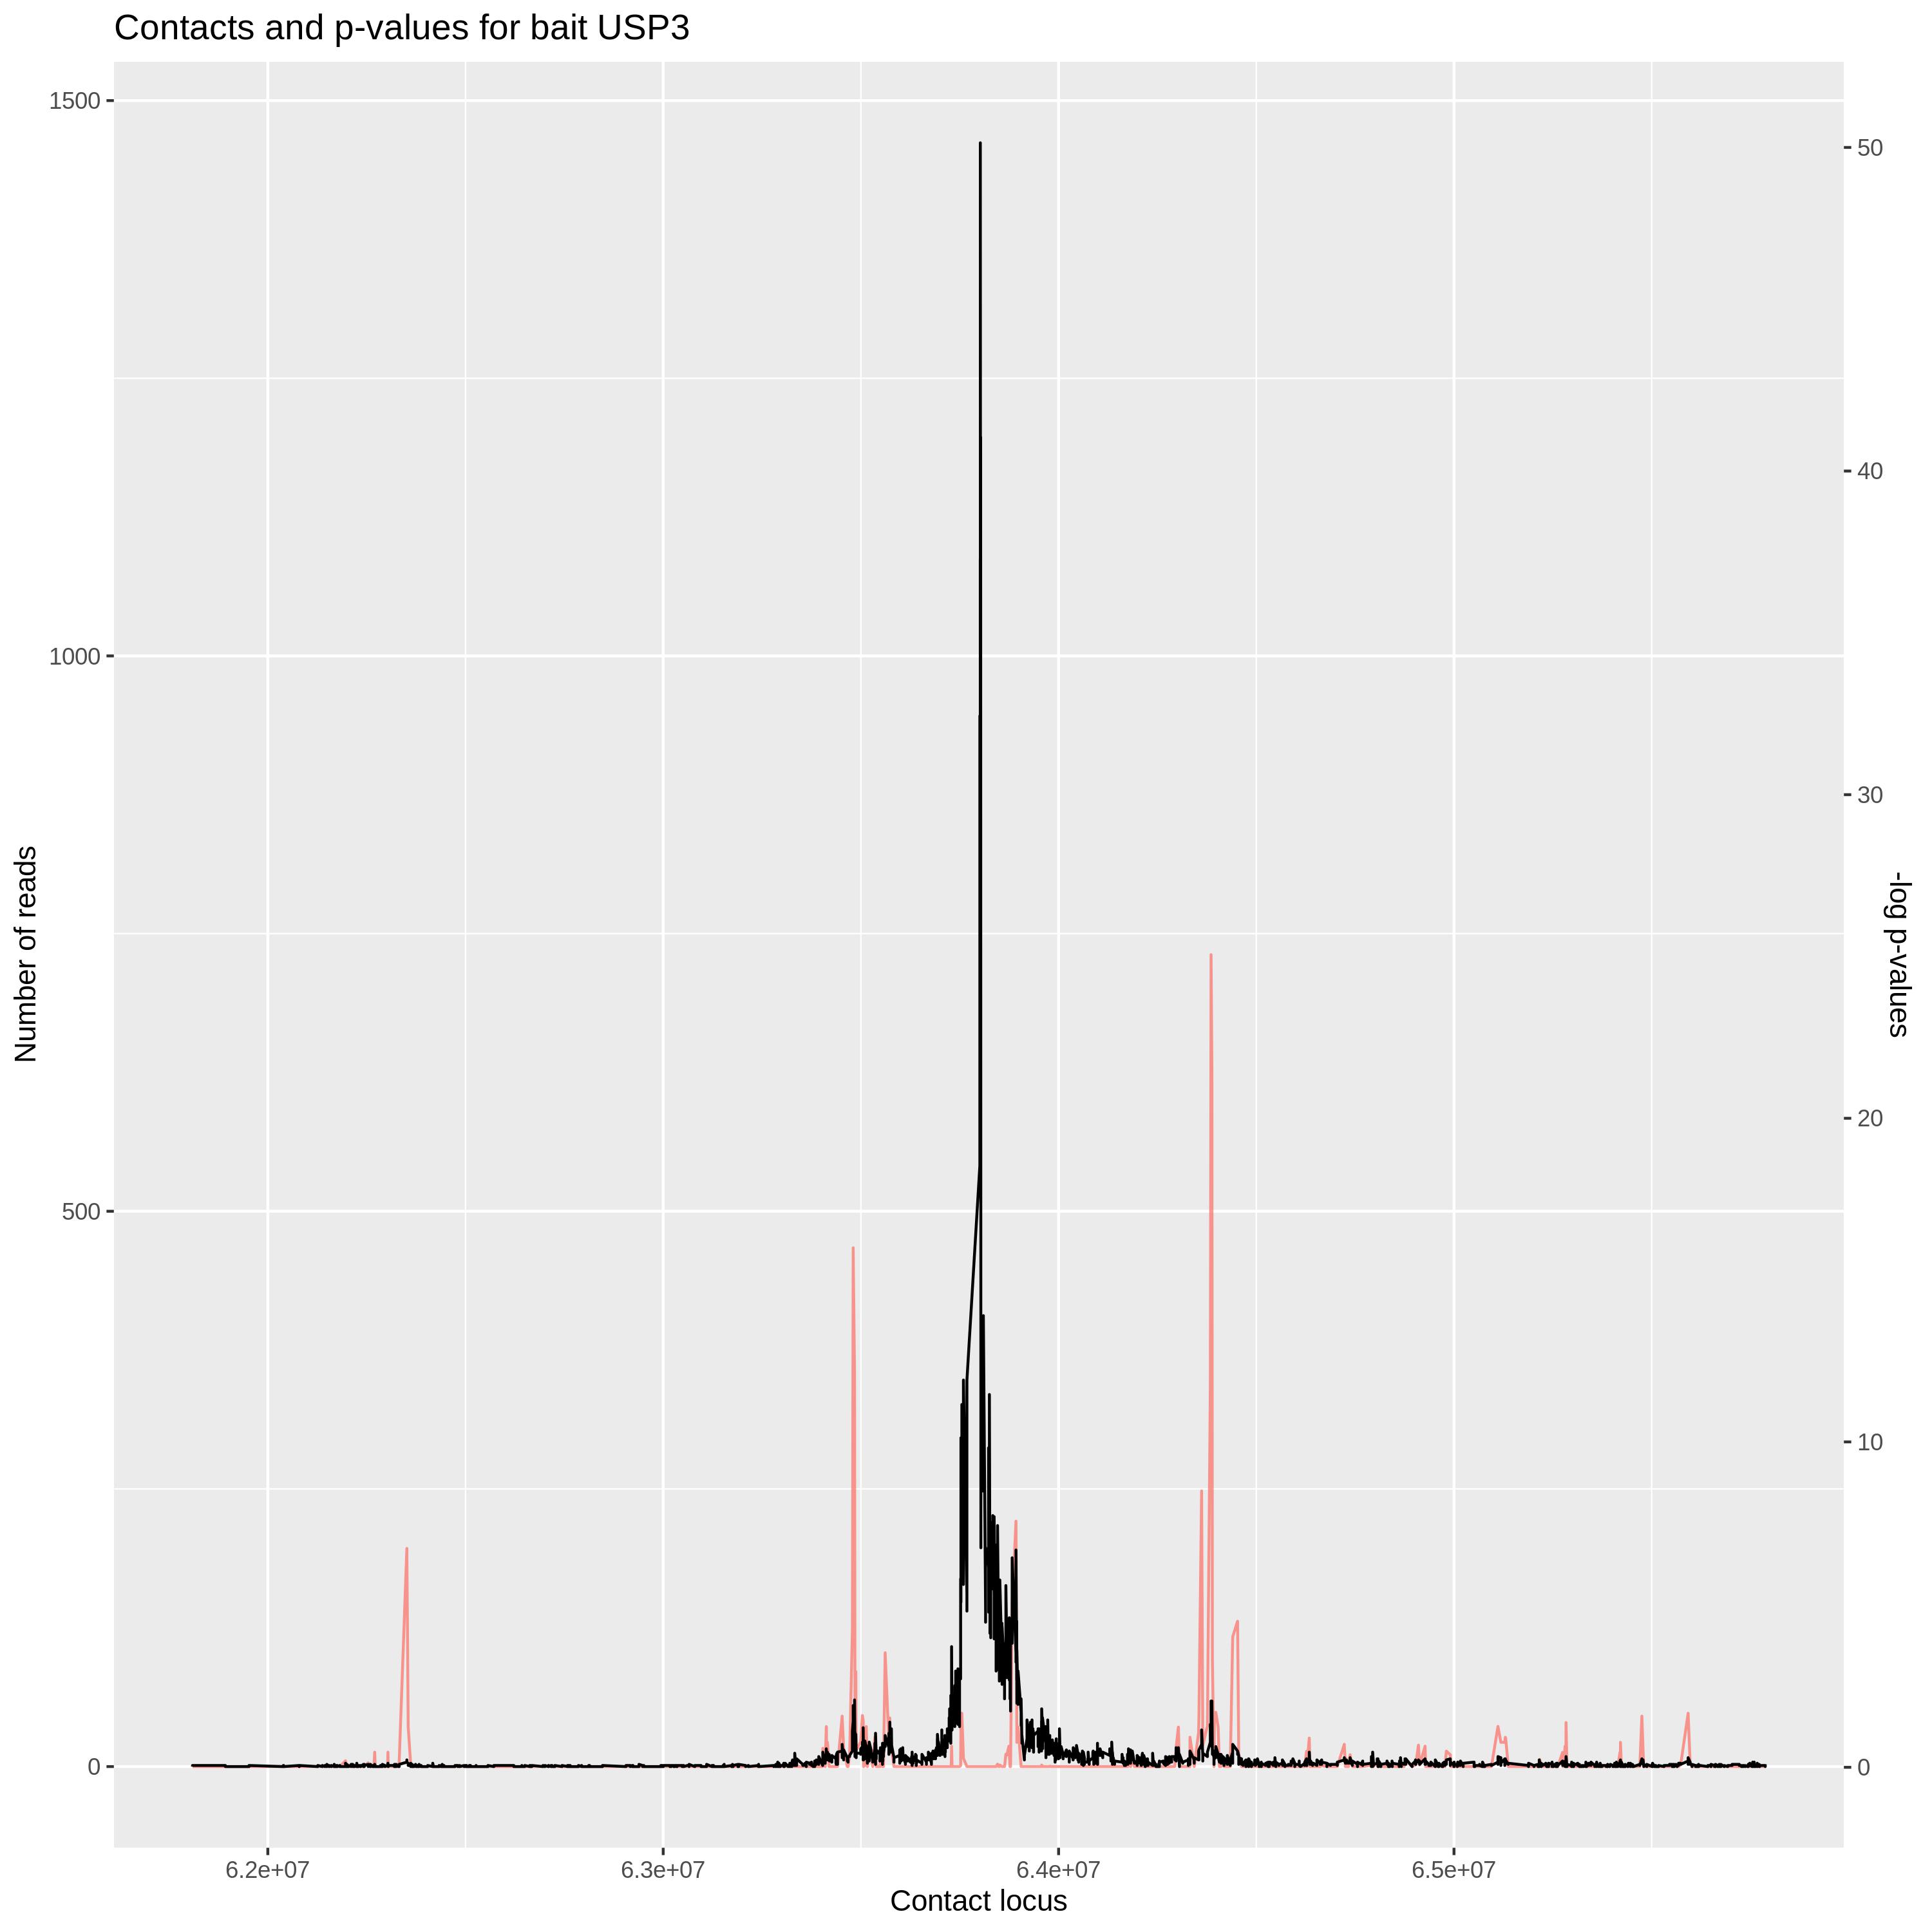 Contacts and p-values for bait USP3
1500
1000
500
0
Number of reads
50
40
30
20
10
0
-log p-values
6.2e+07
6.3e+07
6.4e+07
6.5e+07
Contact locus